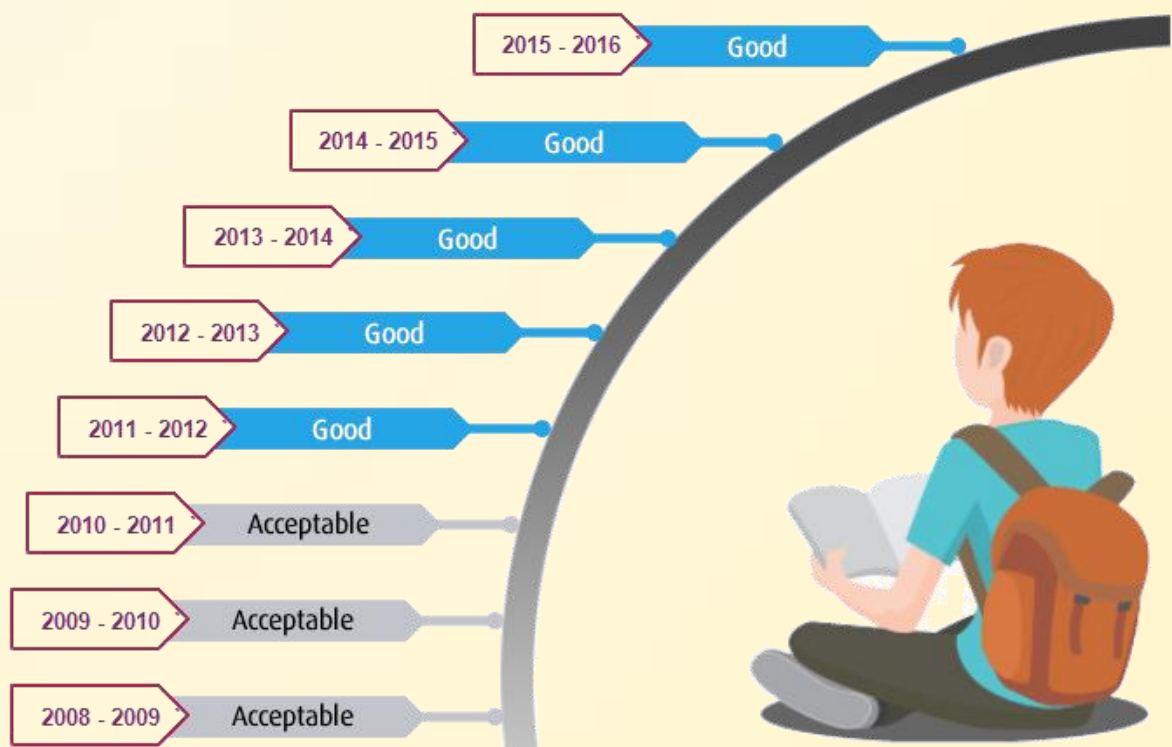 2015 - 2016 Good
2014 - 2015 Good
2013 - 2014 Good
2012 - 2013 Good
2011 - 2012 Good
2010 - 2011 Acceptable
2009 - 2010 Acceptable
2008 - 2009 Acceptable